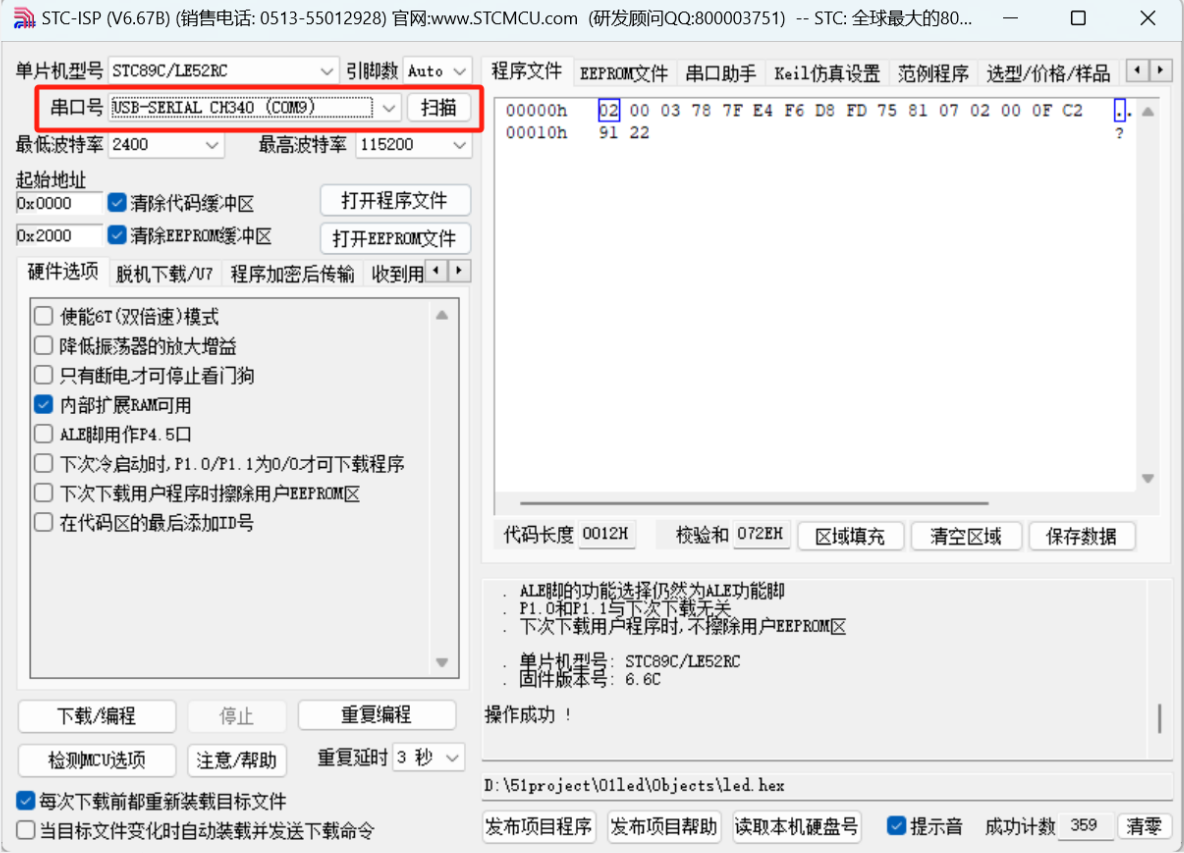 STC-ISP (V6.67B) (销售电话: 0513-55012928) 官网:www.STCMCU.com (研发顾问QQ:800003751) -- STC: 全球最大的80...
单片机型号 STC89C/LE52RC 引脚数 Auto
串口号 USB-SERIAL CH340 (COM9) 扫描
最低波特率 2400 最高波特率 115200
起始地址
0x0000 清除代码缓冲区 打开程序文件
0x2000 清除EEPROM缓冲区 打开EEPROM文件
硬件选项 脱机下载/U7 程序加密后传输 收到用
使能6T(双倍速)模式
降低振荡器的放大增益
只有断电才可停止看门狗
内部扩展RAM可用
ALE脚用作P4.5口
下次冷启动时,P1.0/P1.1为0/0才可下载程序
下次下载用户程序时擦除用户EEPROM区
在代码区的最后添加ID号
下载/编程 停止 重复编程
检测MCU选项 注意/帮助 重复延时 3 秒
每次下载前都重新装载目标文件
当目标文件变化时自动装载并发送下载命令
程序文件 EEPROM文件 串口助手 Keil仿真设置 范例程序 选型/价格/样品
00000h 02 00 03 78 7F E4 F6 D8 FD 75 81 07 02 00 0F C2 ..
00010h 91 22 ?
代码长度 0012H 校验和 072EH 区域填充 清空区域 保存数据
. ALE脚的功能选择仍然为ALE功能脚
. P1.0和P1.1与下次下载无关
. 下次下载用户程序时,不擦除用户EEPROM区
. 单片机型号: STC89C/LE52RC
. 固件版本号: 6.6C
操作成功 !
D:\51project\01led\Objects\led.hex
发布项目程序 发布项目帮助 读取本机硬盘号 提示音 成功计数 359 清零